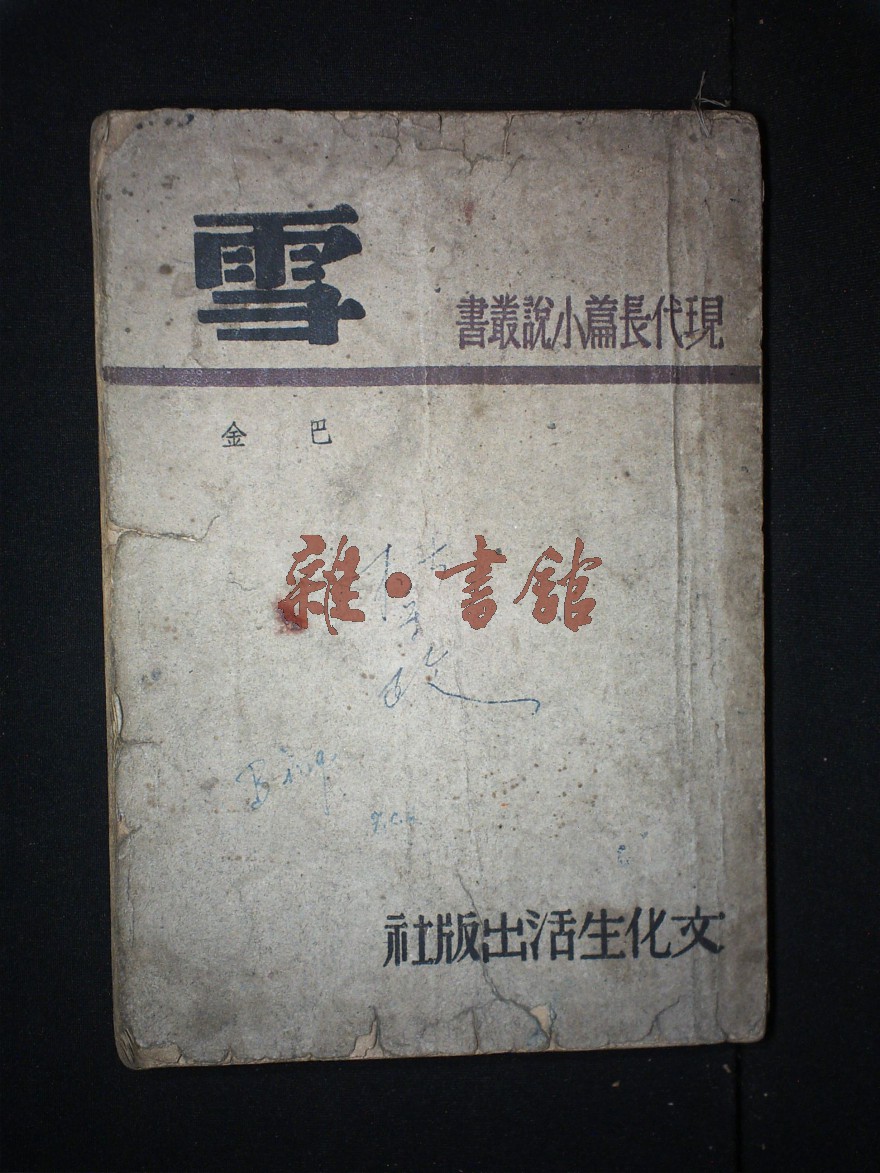 雪
現代長篇小說叢書
巴金
雜·書館
文化生活出版社